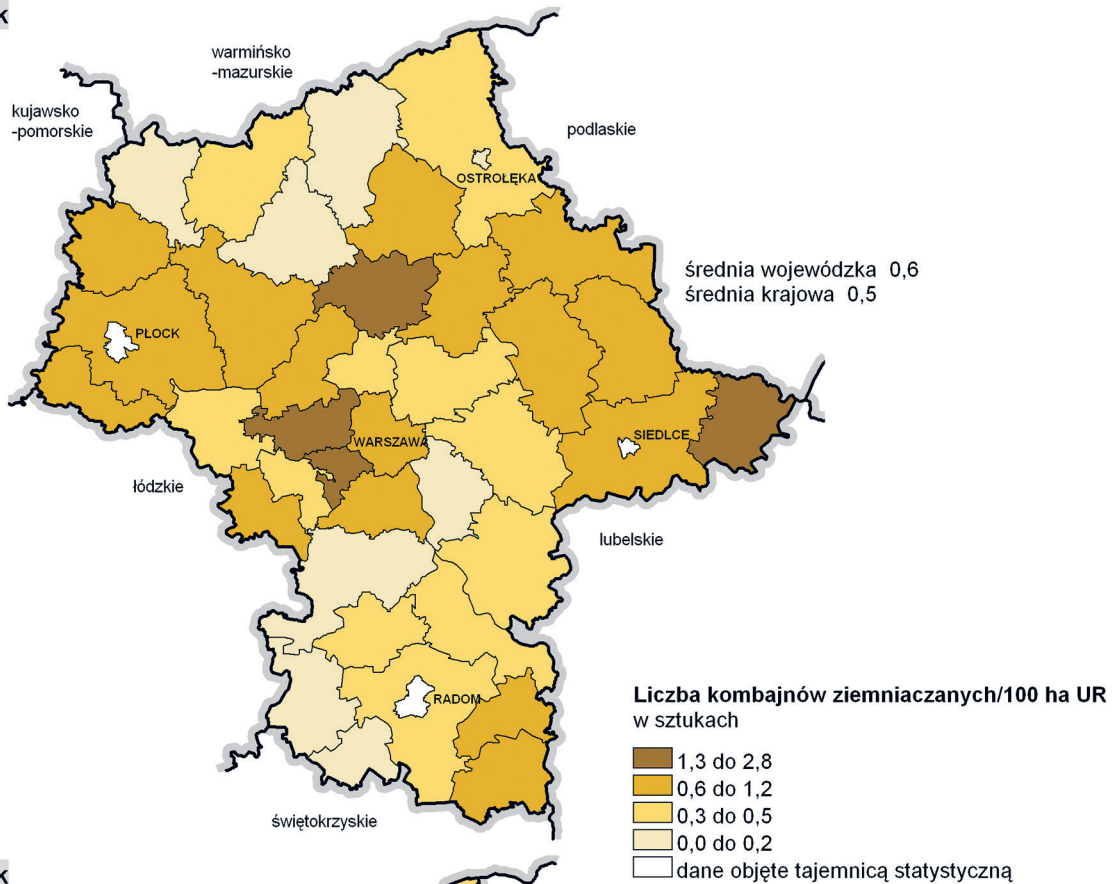 k
warmińsko
-mazurskie
kujawsko
-pomorskie
podlaskie
OSTROŁĘKA
średnia wojewódzka 0,6
średnia krajowa 0,5
PŁOCK
WARSZAWA
SIEDLCE
łódzkie
lubelskie
RADOM
świętokrzyskie
Liczba kombajnów ziemniaczanych/100 ha UR
w sztukach
1,3 do 2,8
0,6 do 1,2
0,3 do 0,5
0,0 do 0,2
dane objęte tajemnicą statystyczną
k